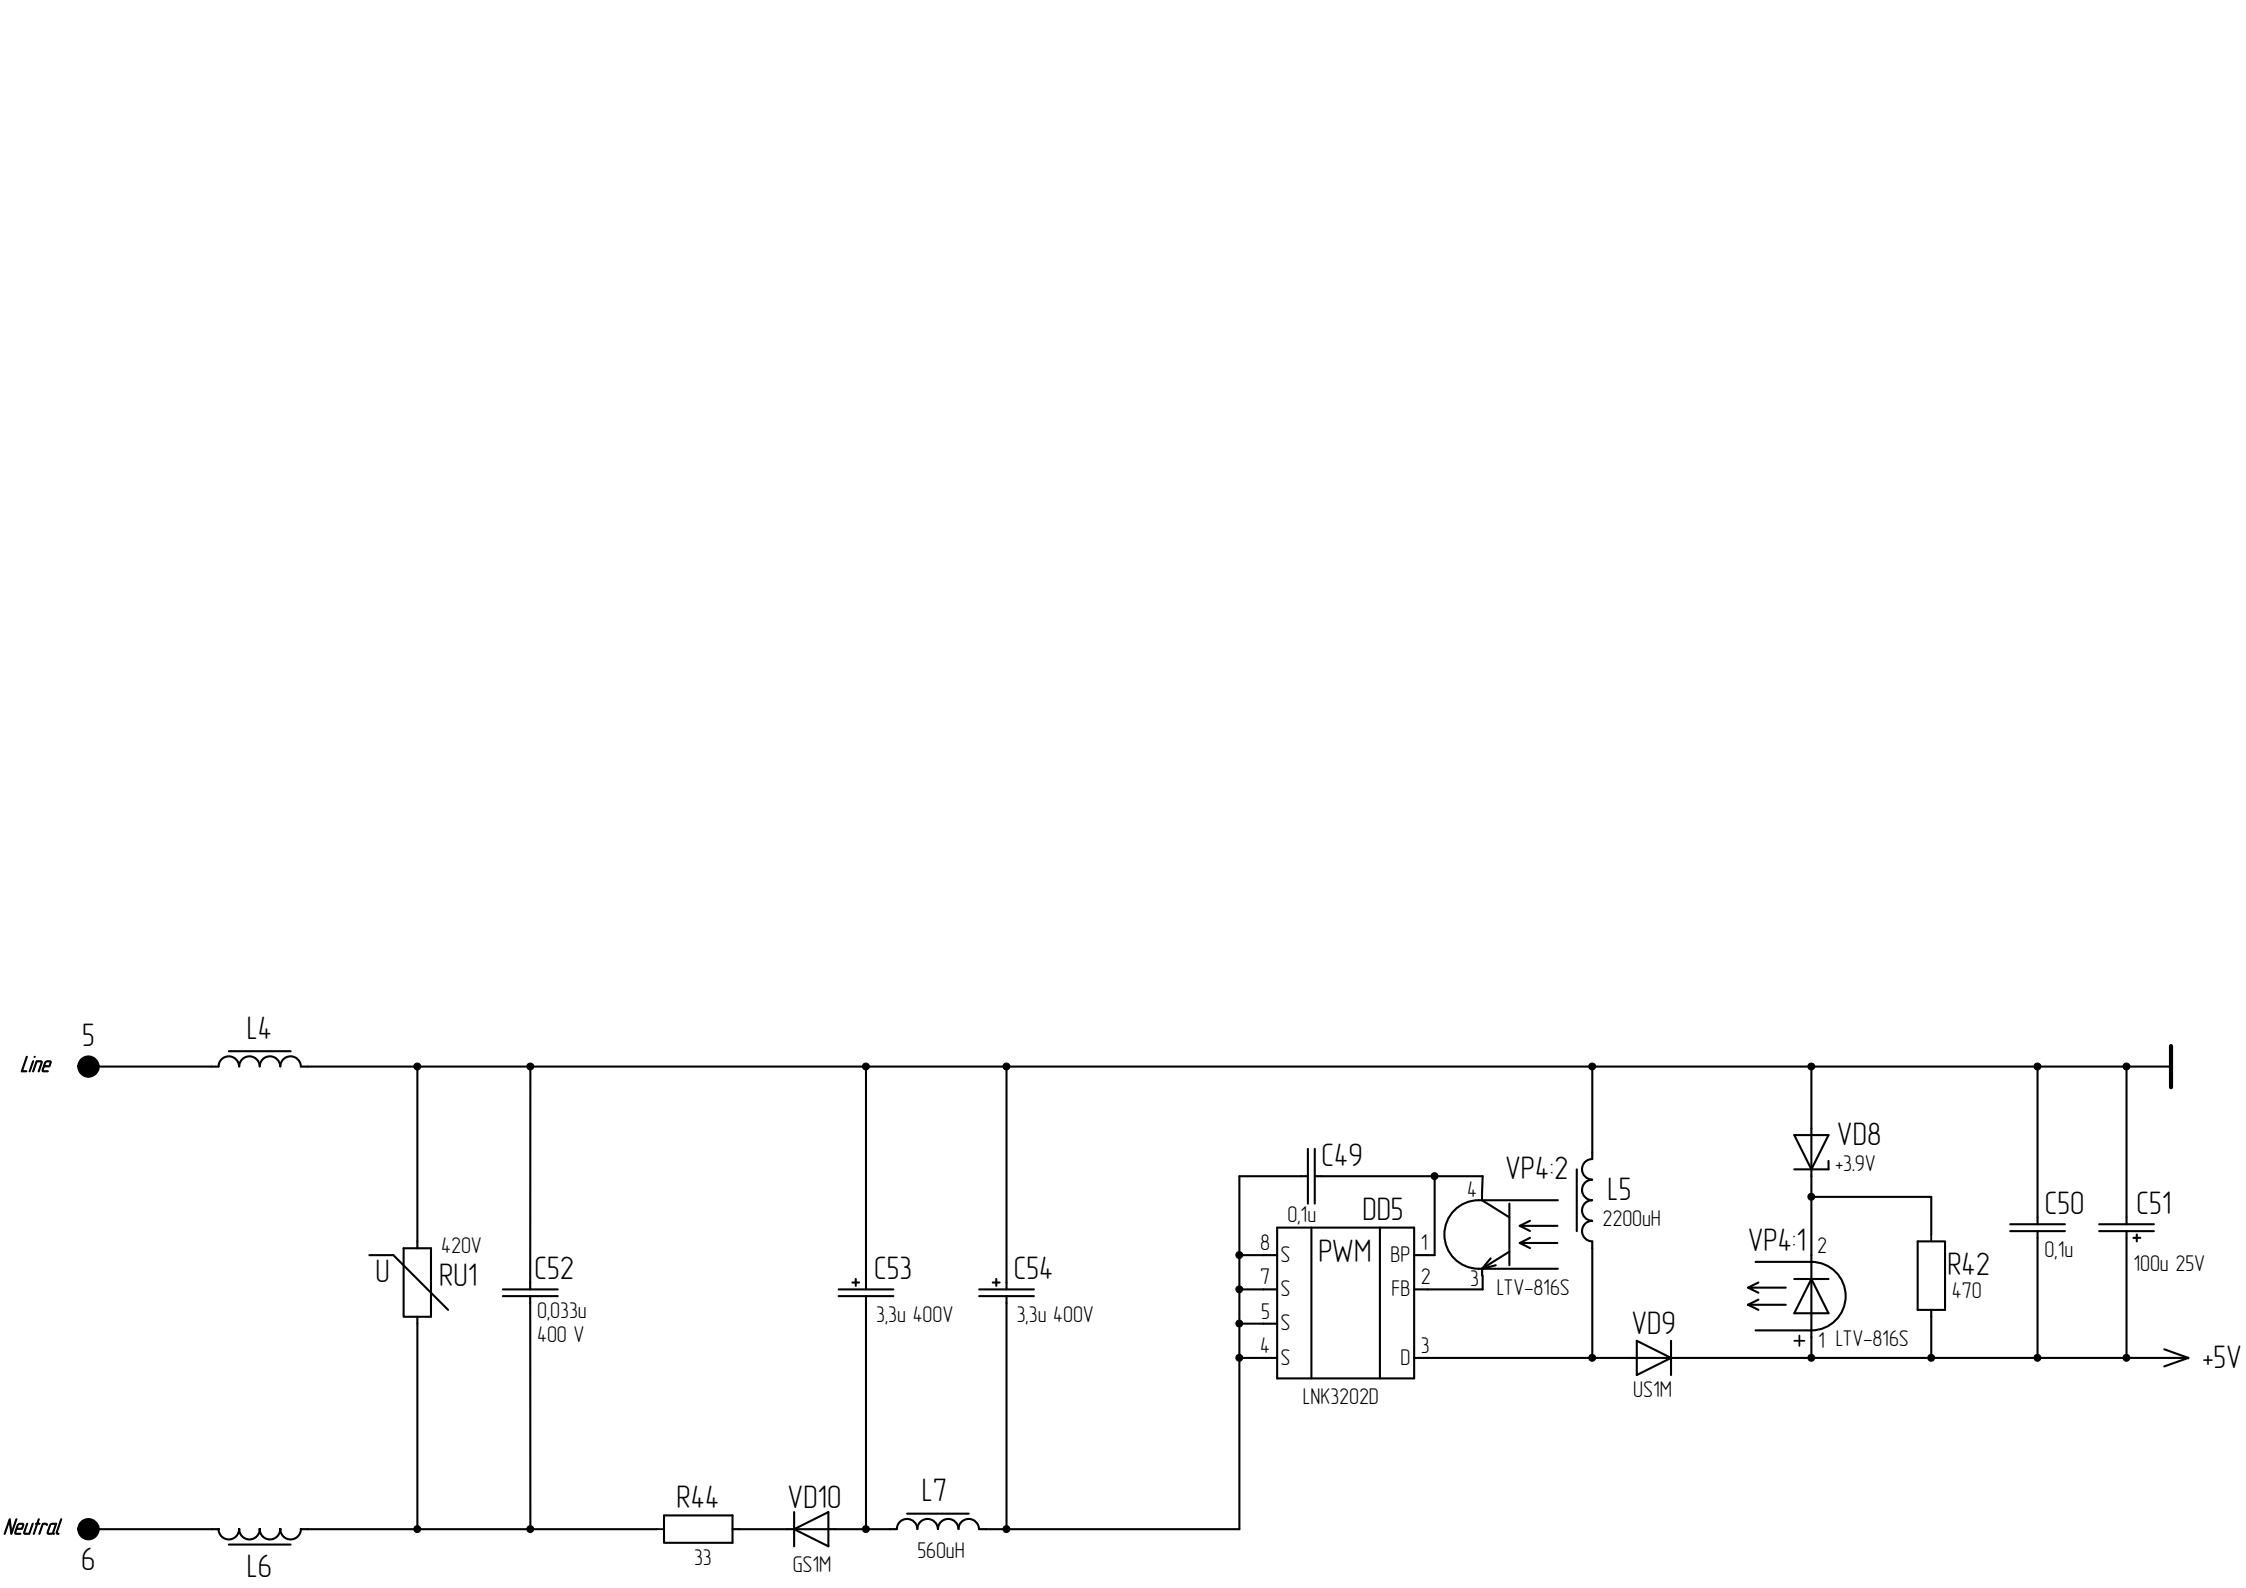 5
Line
L4
420V
U
RU1
C52
0,033u
400 V
+
C53
3,3u 400V
+
C54
3,3u 400V
C49
0,1u
DD5
PWM
8
S
7
S
5
S
4
S
1
BP
2
FB
3
D
LNK3202D
4
VP4:2
3
LTV-816S
L5
2200uH
VD9
US1M
VD8
+3.9V
VP4:1
2
+
1
LTV-816S
R42
470
C50
0,1u
C51
+
100u 25V
+5V
Neutral
6
L6
R44
33
VD10
GS1M
L7
560uH